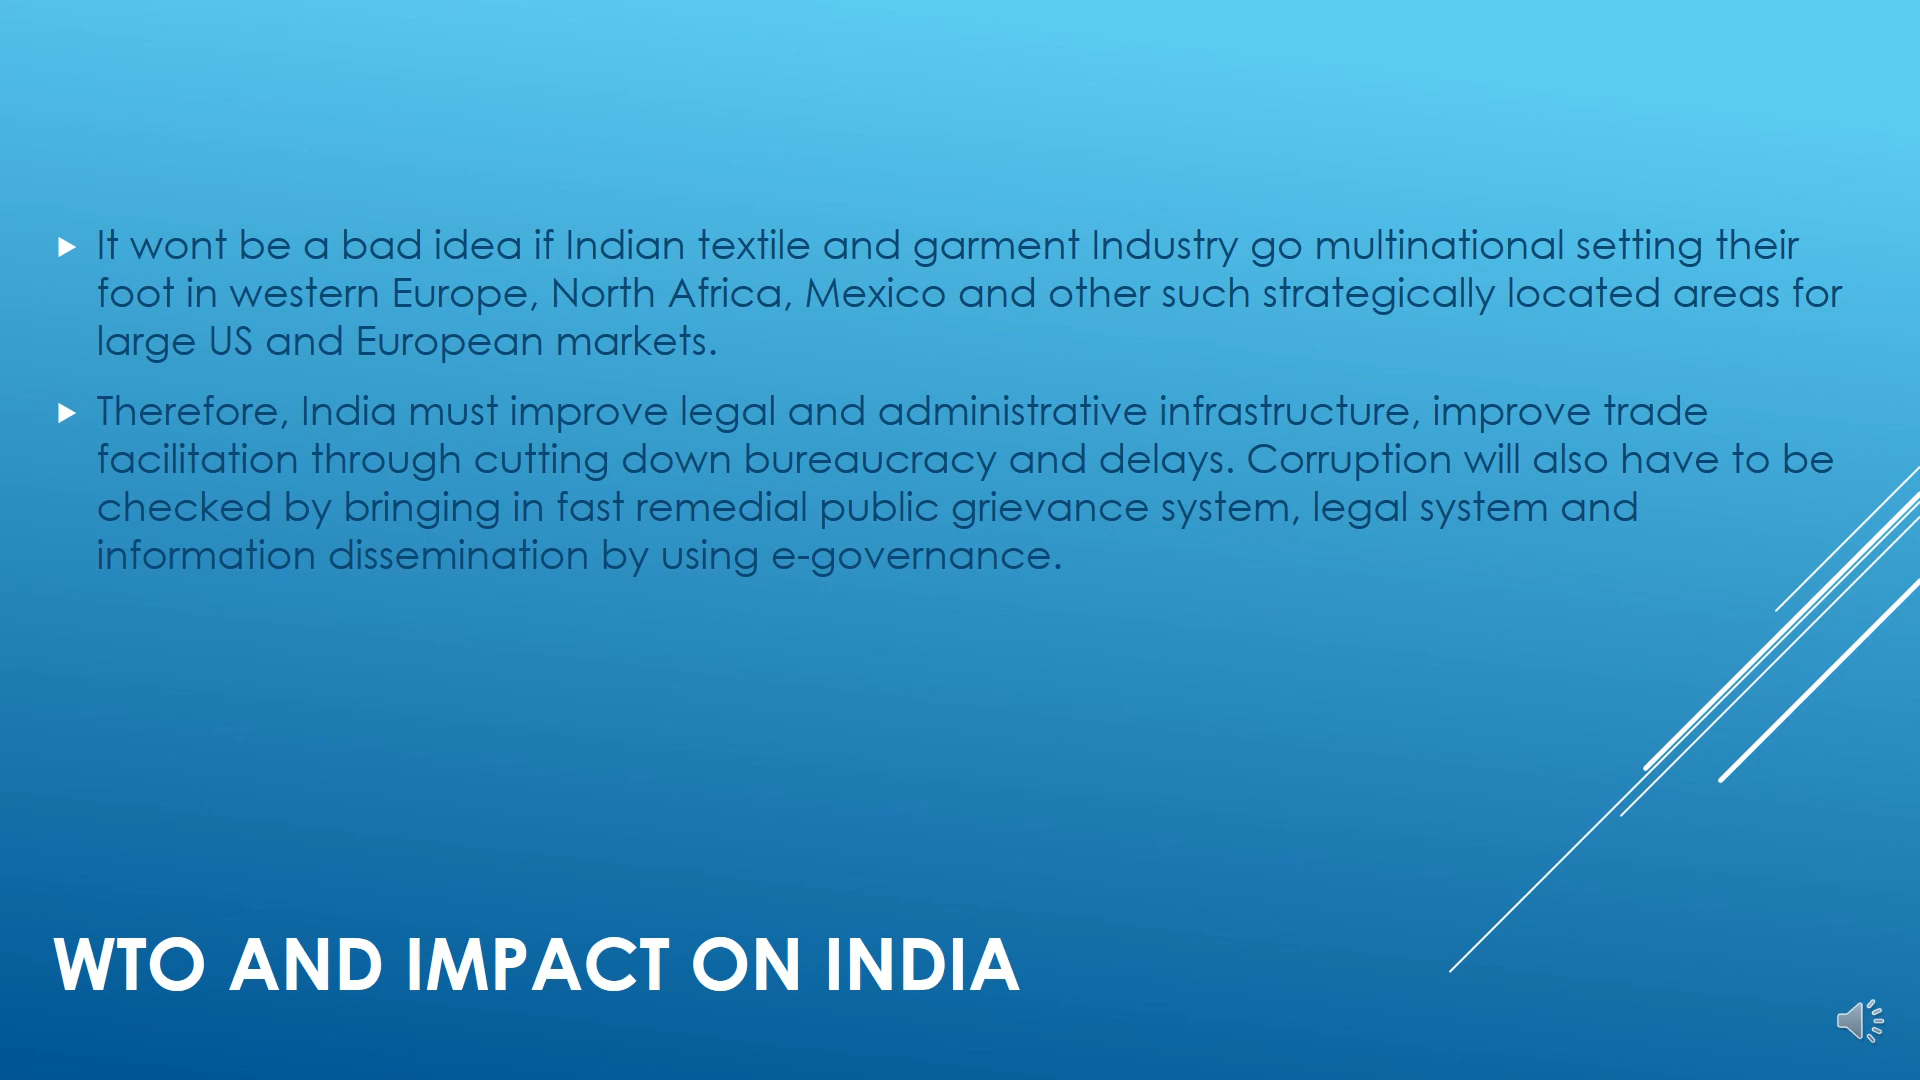 It wont be a bad idea if Indian textile and garment Industry go multinational setting their
foot in western Europe, North Africa, Mexico and other such strategically located areas for
large US and European markets.
Therefore, India must improve legal and administrative infrastructure, improve trade
facilitation through cutting down bureaucracy and delays. Corruption will also have to be
checked by bringing in fast remedial public grievance system, legal system and
information dissemination by using e-governance.
WTO AND IMPACT ON INDIA